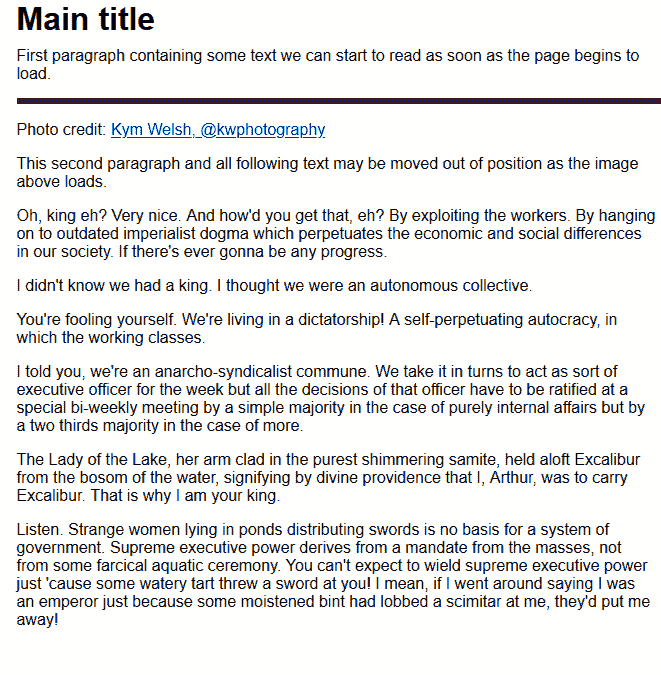 Main title
First paragraph containing some text we can start to read as soon as the page begins to
load.
Photo credit: Kym Welsh, @kwphotography
This second paragraph and all following text may be moved out of position as the image
above loads.
Oh, king eh? Very nice. And how'd you get that, eh? By exploiting the workers. By hanging
on to outdated imperialist dogma which perpetuates the economic and social differences
in our society. If there's ever gonna be any progress.
I didn't know we had a king. I thought we were an autonomous collective.
You're fooling yourself. We're living in a dictatorship! A self-perpetuating autocracy, in
which the working classes.
I told you, we're an anarcho-syndicalist commune. We take it in turns to act as sort of
executive officer for the week but all the decisions of that officer have to be ratified at a
special bi-weekly meeting by a simple majority in the case of purely internal affairs but by
a two thirds majority in the case of more.
The Lady of the Lake, her arm clad in the purest shimmering samite, held aloft Excalibur
from the bosom of the water, signifying by divine providence that I, Arthur, was to carry
Excalibur. That is why I am your king.
Listen. Strange women lying in ponds distributing swords is no basis for a system of
government. Supreme executive power derives from a mandate from the masses, not
from some farcical aquatic ceremony. You can't expect to wield supreme executive power
just 'cause some watery tart threw a sword at you! I mean, if I went around saying I was
an emperor just because some moistened bint had lobbed a scimitar at me, they'd put me
away!